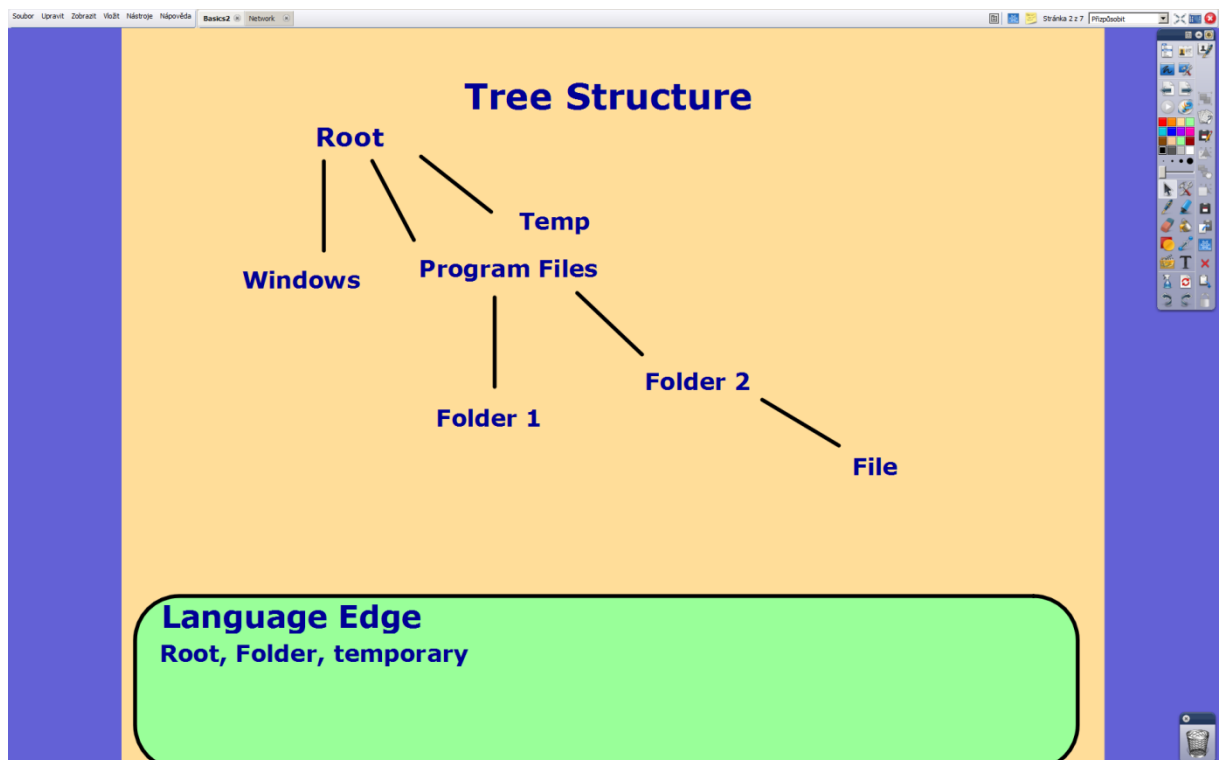 Soubor Upravit Zobrazit Vložit Nástroje Nápověda Basics2 Network Stránka 2 z 7 Přizpůsobit
Tree Structure
Root
Temp
Program Files
Windows
Folder 2
Folder 1
File
Language Edge
Root, Folder, temporary